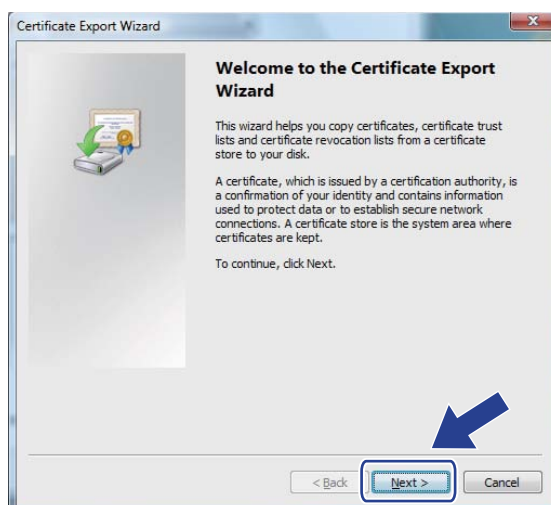 Certificate Export Wizard
Welcome to the Certificate Export
Wizard
This wizard helps you copy certificates, certificate trust
lists and certificate revocation lists from a certificate
store to your disk.
A certificate, which is issued by a certification authority, is
a confirmation of your identity and contains information
used to protect data or to establish secure network
connections. A certificate store is the system area where
certificates are kept.
To continue, click Next.
< Back Next > Cancel